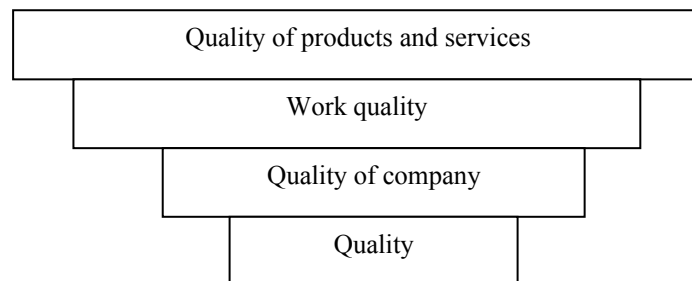 Quality of products and services
Work quality
Quality of company
Quality